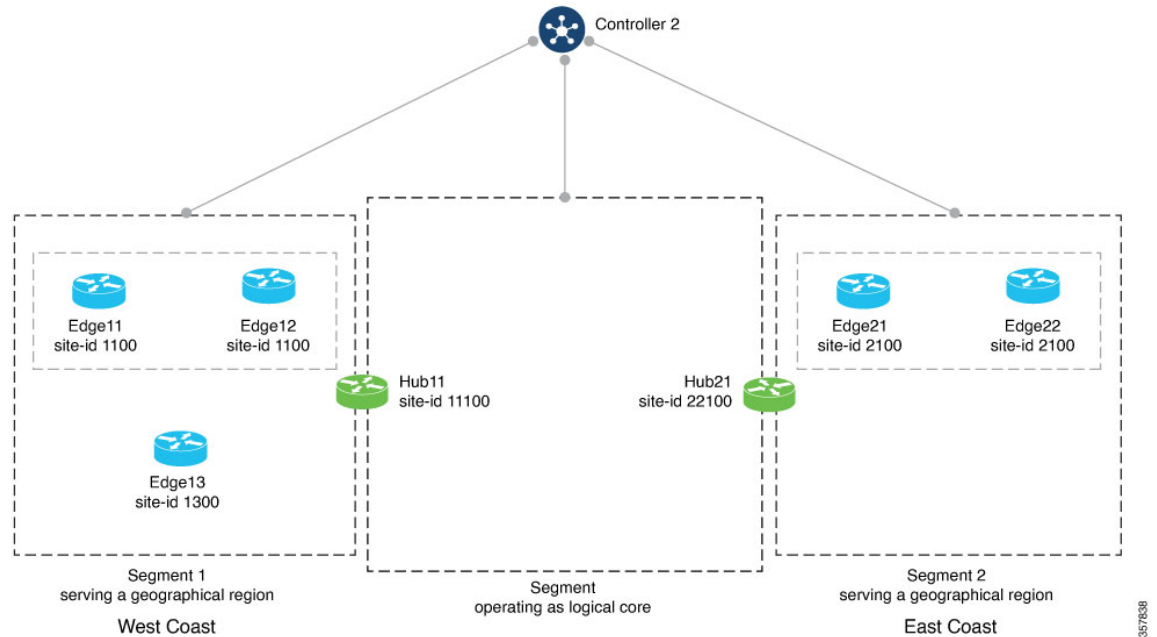 Controller 2
Edge11
site-id 1100
Edge12
site-id 1100
Edge21
site-id 2100
Edge22
site-id 2100
Hub11
site-id 11100
Hub21
site-id 22100
Edge13
site-id 1300
Segment 1
serving a geographical region
West Coast
Segment
operating as logical core
Segment 2
serving a geographical region
East Coast
357838